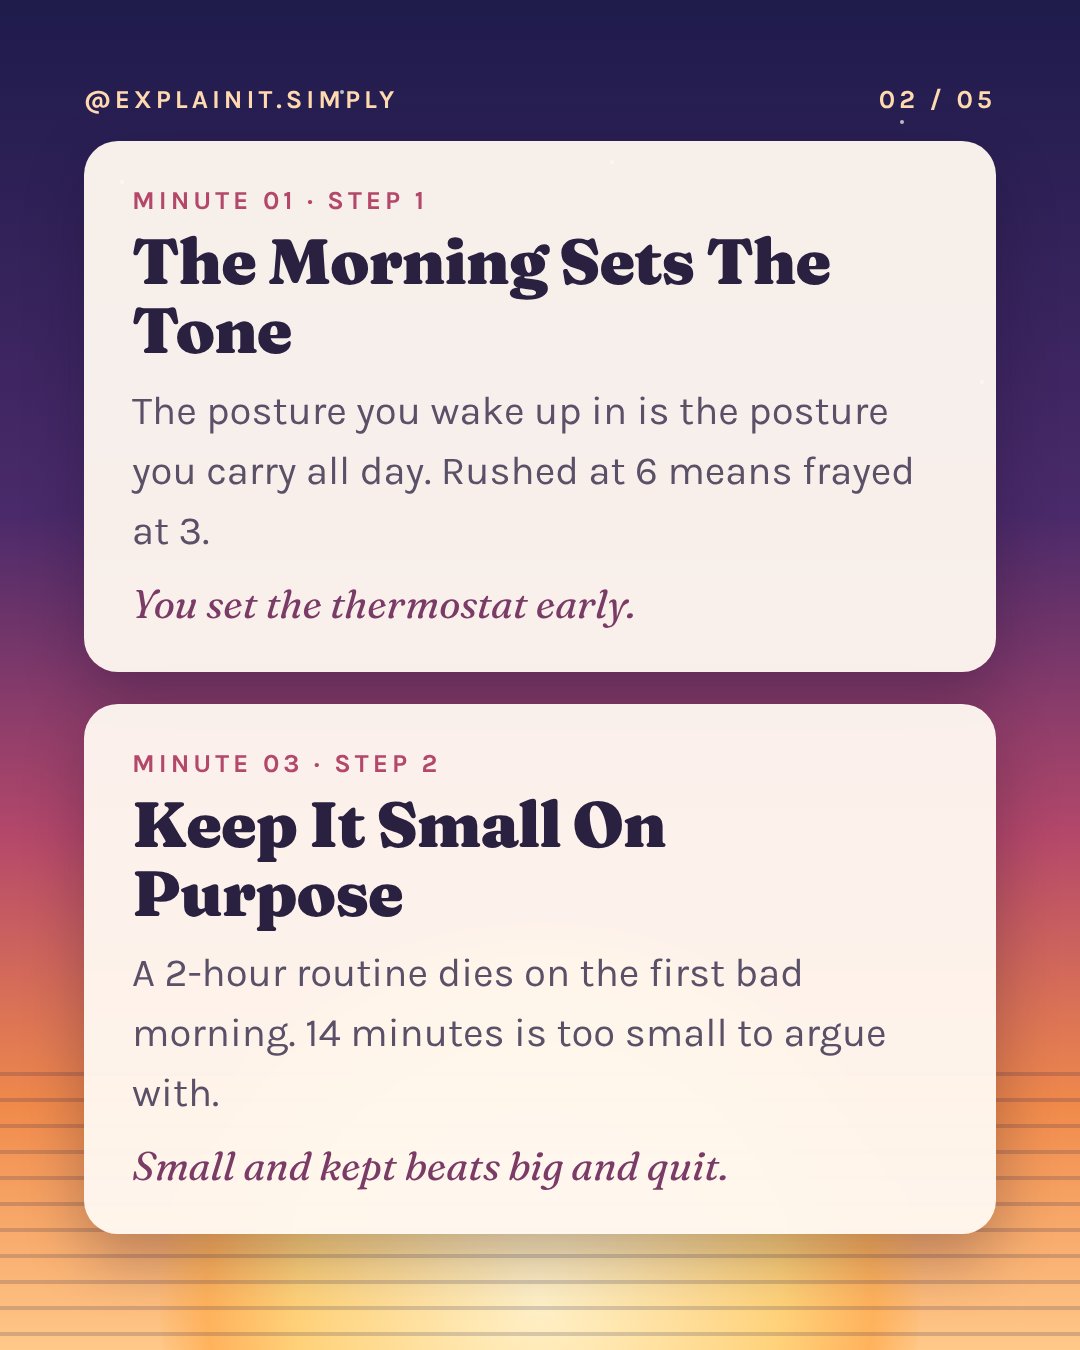 @EXPLAINIT.SIMPLY
02 / 05
MINUTE 01 · STEP 1
The Morning Sets The
Tone
The posture you wake up in is the posture
you carry all day. Rushed at 6 means frayed
at 3.
You set the thermostat early.
MINUTE 03 · STEP 2
Keep It Small On
Purpose
A 2-hour routine dies on the first bad
morning. 14 minutes is too small to argue
with.
Small and kept beats big and quit.